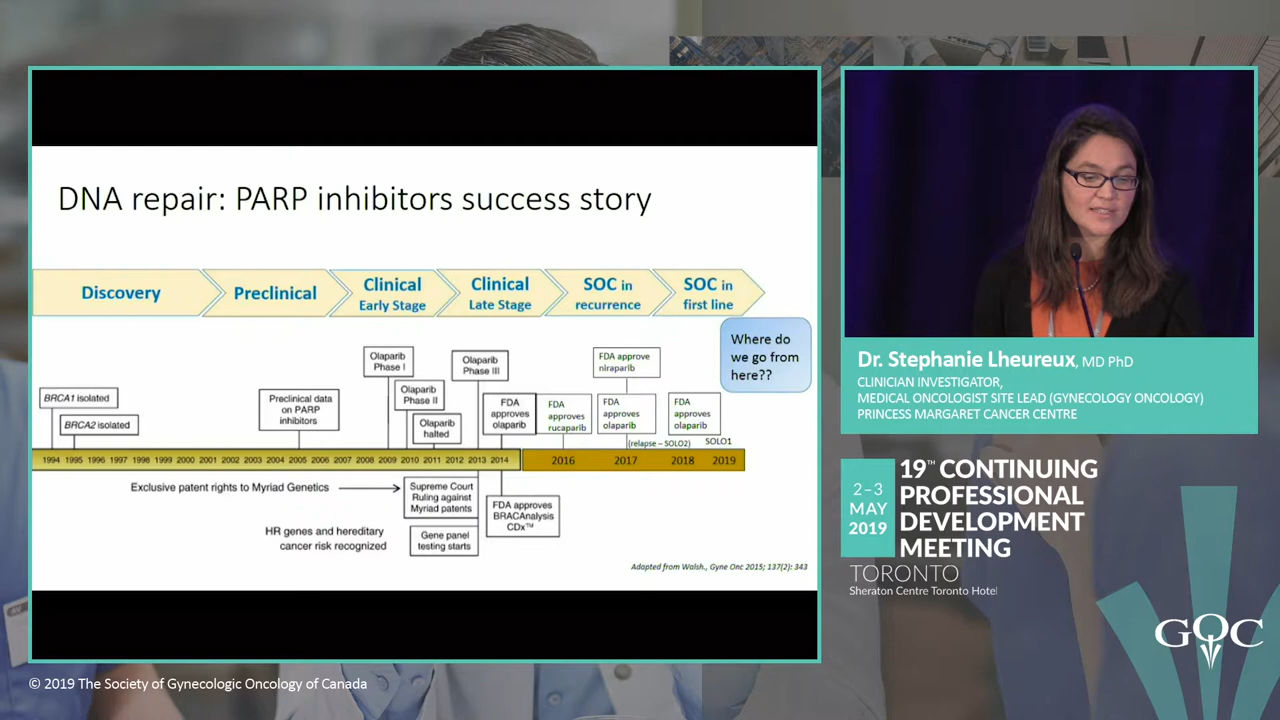 DNA repair: PARP inhibitors success story
Discovery
Preclinical
Clinical
Early Stage
Clinical
Late Stage
SOC in
recurrence
SOC in
first line
Where do
we go from
here??
BRCA1 isolated
BRCA2 isolated
Preclinical data
on PARP
inhibitors
Olaparib
Phase I
Olaparib
Phase II
Olaparib
halted
Olaparib
Phase III
FDA
approves
olaparib
FDA
approves
rucaparib
FDA approve
niraparib
FDA
approves
olaparib
(relapse – SOLO2)
FDA
approves
olaparib
SOLO1
1994 1995 1996 1997 1998 1999 2000 2001 2002 2003 2004 2005 2006 2007 2008 2009 2010 2011 2012 2013 2014 2016 2017 2018 2019
Exclusive patent rights to Myriad Genetics
Supreme Court
Ruling against
Myriad patents
FDA approves
BRACAnalysis
CDx™
HR genes and hereditary
cancer risk recognized
Gene panel
testing starts
Adapted from Walsh., Gyne Onc 2015; 137(2): 343
Dr. Stephanie Lheureux, MD PhD
CLINICIAN INVESTIGATOR,
MEDICAL ONCOLOGIST SITE LEAD (GYNECOLOGY ONCOLOGY)
PRINCESS MARGARET CANCER CENTRE
2–3
MAY
2019
19TH CONTINUING
PROFESSIONAL
DEVELOPMENT
MEETING
TORONTO
Sheraton Centre Toronto Hotel
GOC
© 2019 The Society of Gynecologic Oncology of Canada